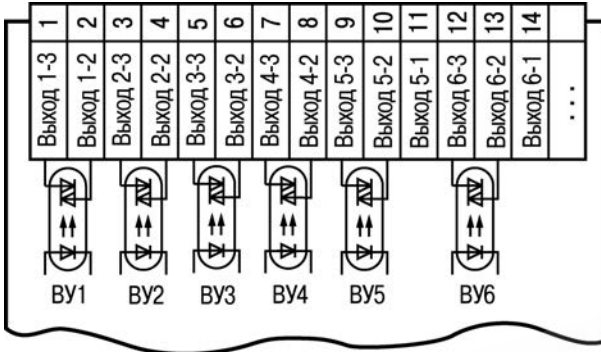 1 2 3 4 5 6 7 8 9 10 11 12 13 14
Выход 1-3
Выход 1-2
Выход 2-3
Выход 2-2
Выход 3-3
Выход 3-2
Выход 4-3
Выход 4-2
Выход 5-3
Выход 5-2
Выход 5-1
Выход 6-3
Выход 6-2
Выход 6-1
...
ВУ1 ВУ2 ВУ3 ВУ4 ВУ5 ВУ6